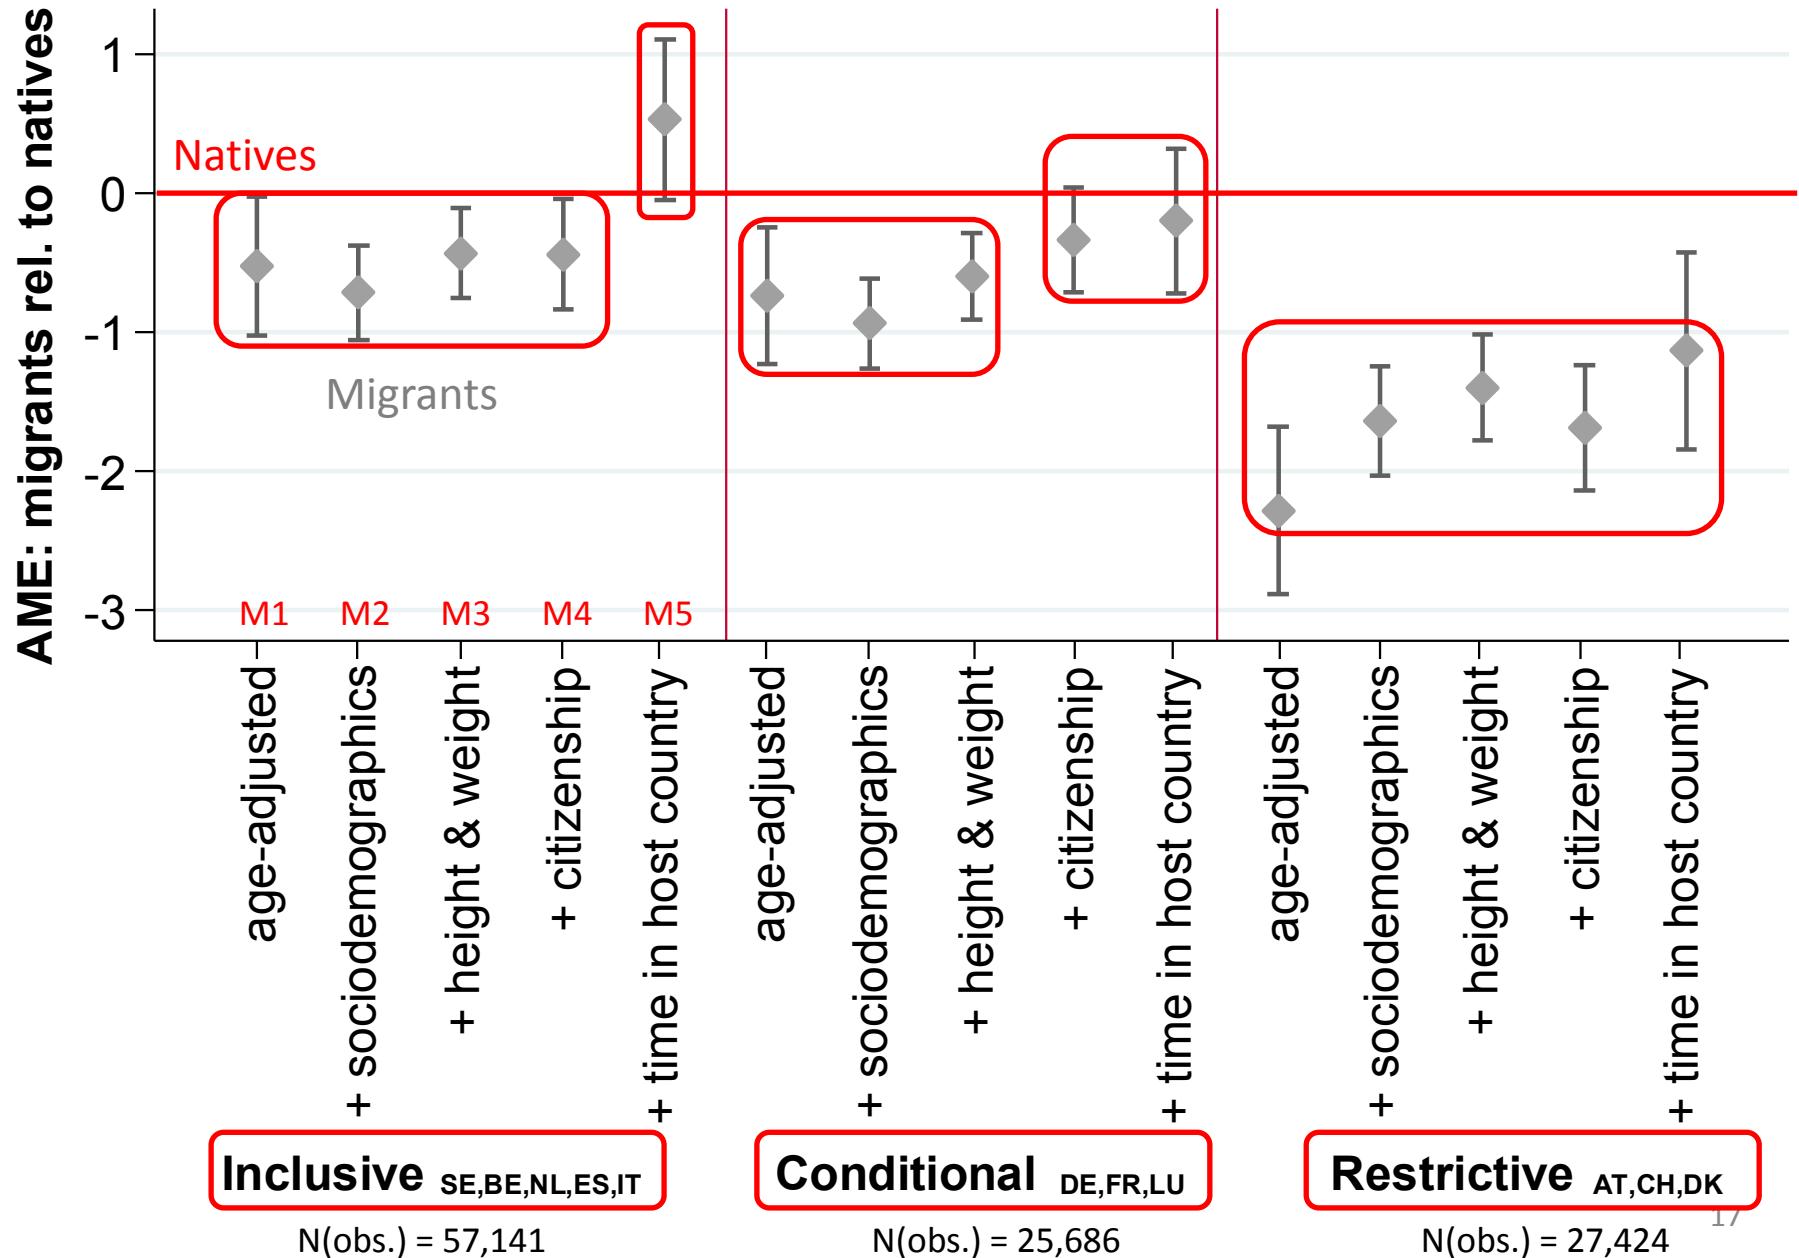 AME: migrants rel. to natives
1
0
-1
-2
-3
Natives
Migrants
M1 M2 M3 M4 M5
age-adjusted
+ sociodemographics
+ height & weight
+ citizenship
+ time in host country
age-adjusted
+ sociodemographics
+ height & weight
+ citizenship
+ time in host country
age-adjusted
+ sociodemographics
+ height & weight
+ citizenship
+ time in host country
Inclusive SE,BE,NL,ES,IT
Conditional DE,FR,LU
Restrictive AT,CH,DK
N(obs.) = 57,141
N(obs.) = 25,686
N(obs.) = 27,424
17